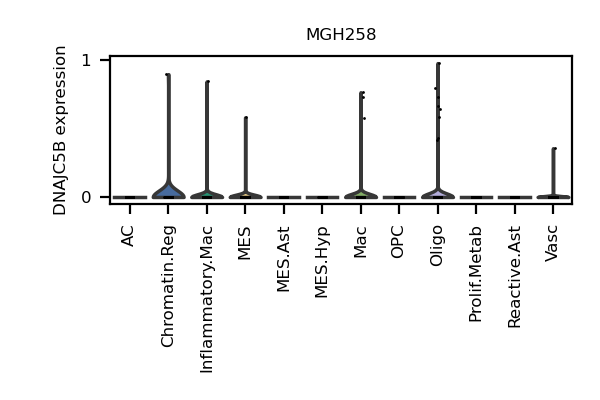 MGH258
DNAJC5B expression
1
0
AC
Chromatin.Reg
Inflammatory.Mac
MES
MES.Ast
MES.Hyp
Mac
OPC
Oligo
Prolif.Metab
Reactive.Ast
Vasc